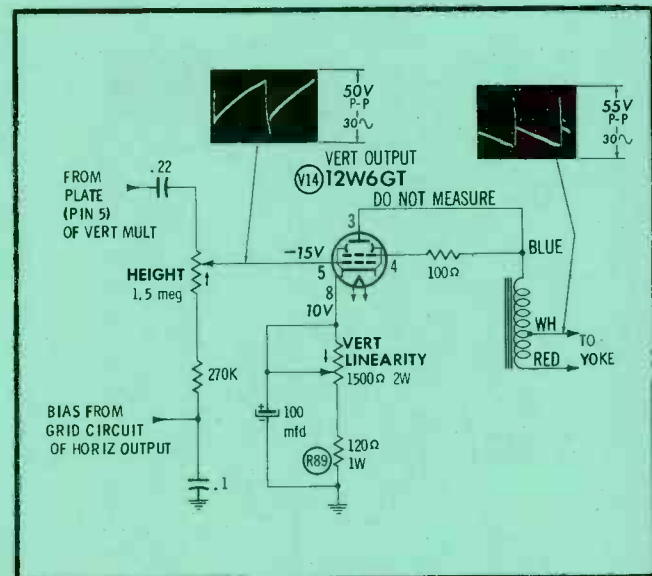 50V
P-P
30~
55V
P-P
30~
VERT OUTPUT
V14 12W6GT
DO NOT MEASURE
.22
FROM
PLATE
(PIN 5)
OF VERT MULT
3
-15V
5
4
8
10V
100Ω
BLUE
HEIGHT
1.5 meg
WH
TO
YOKE
RED
VERT
LINEARITY
1500Ω 2W
270K
+
100
mfd
BIAS FROM
GRID CIRCUIT
OF HORIZ OUTPUT
R89
120Ω
1W
.1